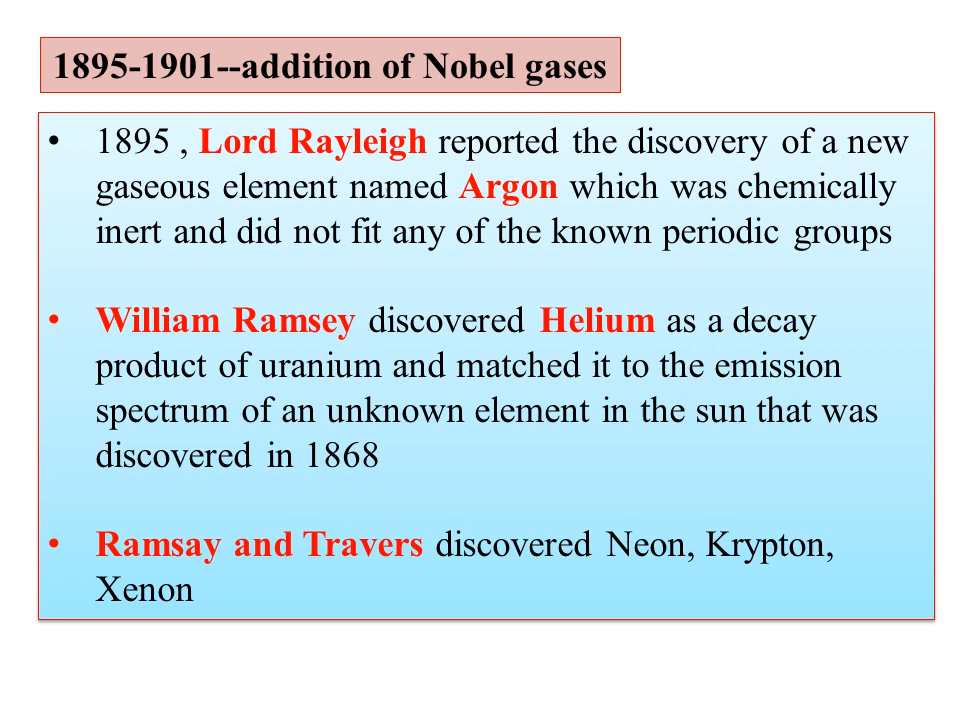 1895-1901--addition of Nobel gases
• 1895 , Lord Rayleigh reported the discovery of a new
gaseous element named Argon which was chemically
inert and did not fit any of the known periodic groups
• William Ramsey discovered Helium as a decay
product of uranium and matched it to the emission
spectrum of an unknown element in the sun that was
discovered in 1868
• Ramsay and Travers discovered Neon, Krypton,
Xenon